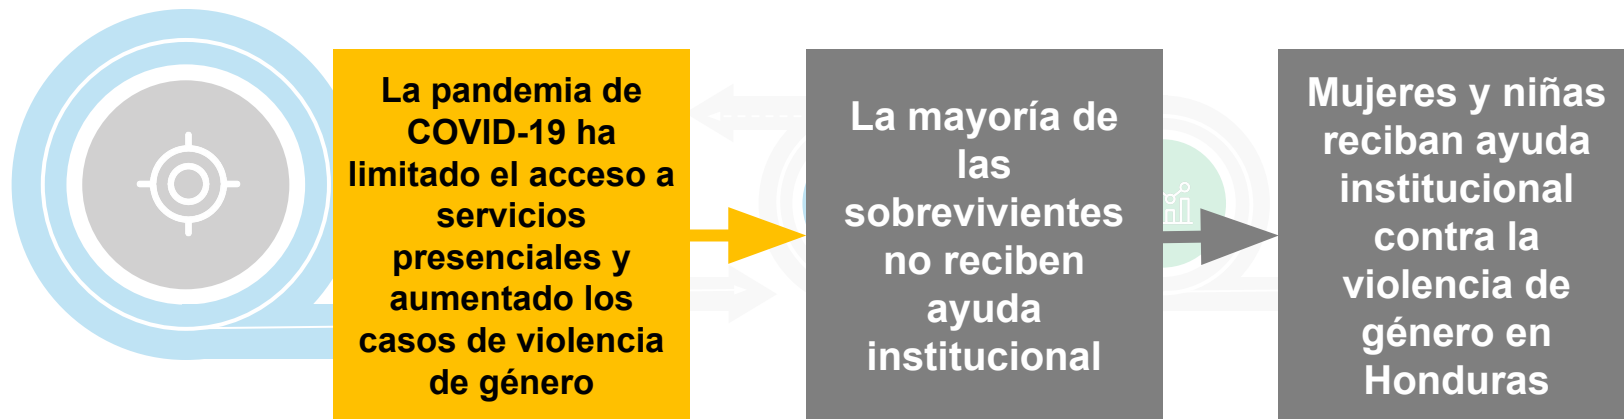 La pandemia de
COVID-19 ha
limitado el acceso a
servicios
presenciales y
aumentado los
casos de violencia
de género
La mayoría de
las
sobrevivientes
no reciben
ayuda
institucional
Mujeres y niñas
reciban ayuda
institucional
contra la
violencia de
género en
Honduras